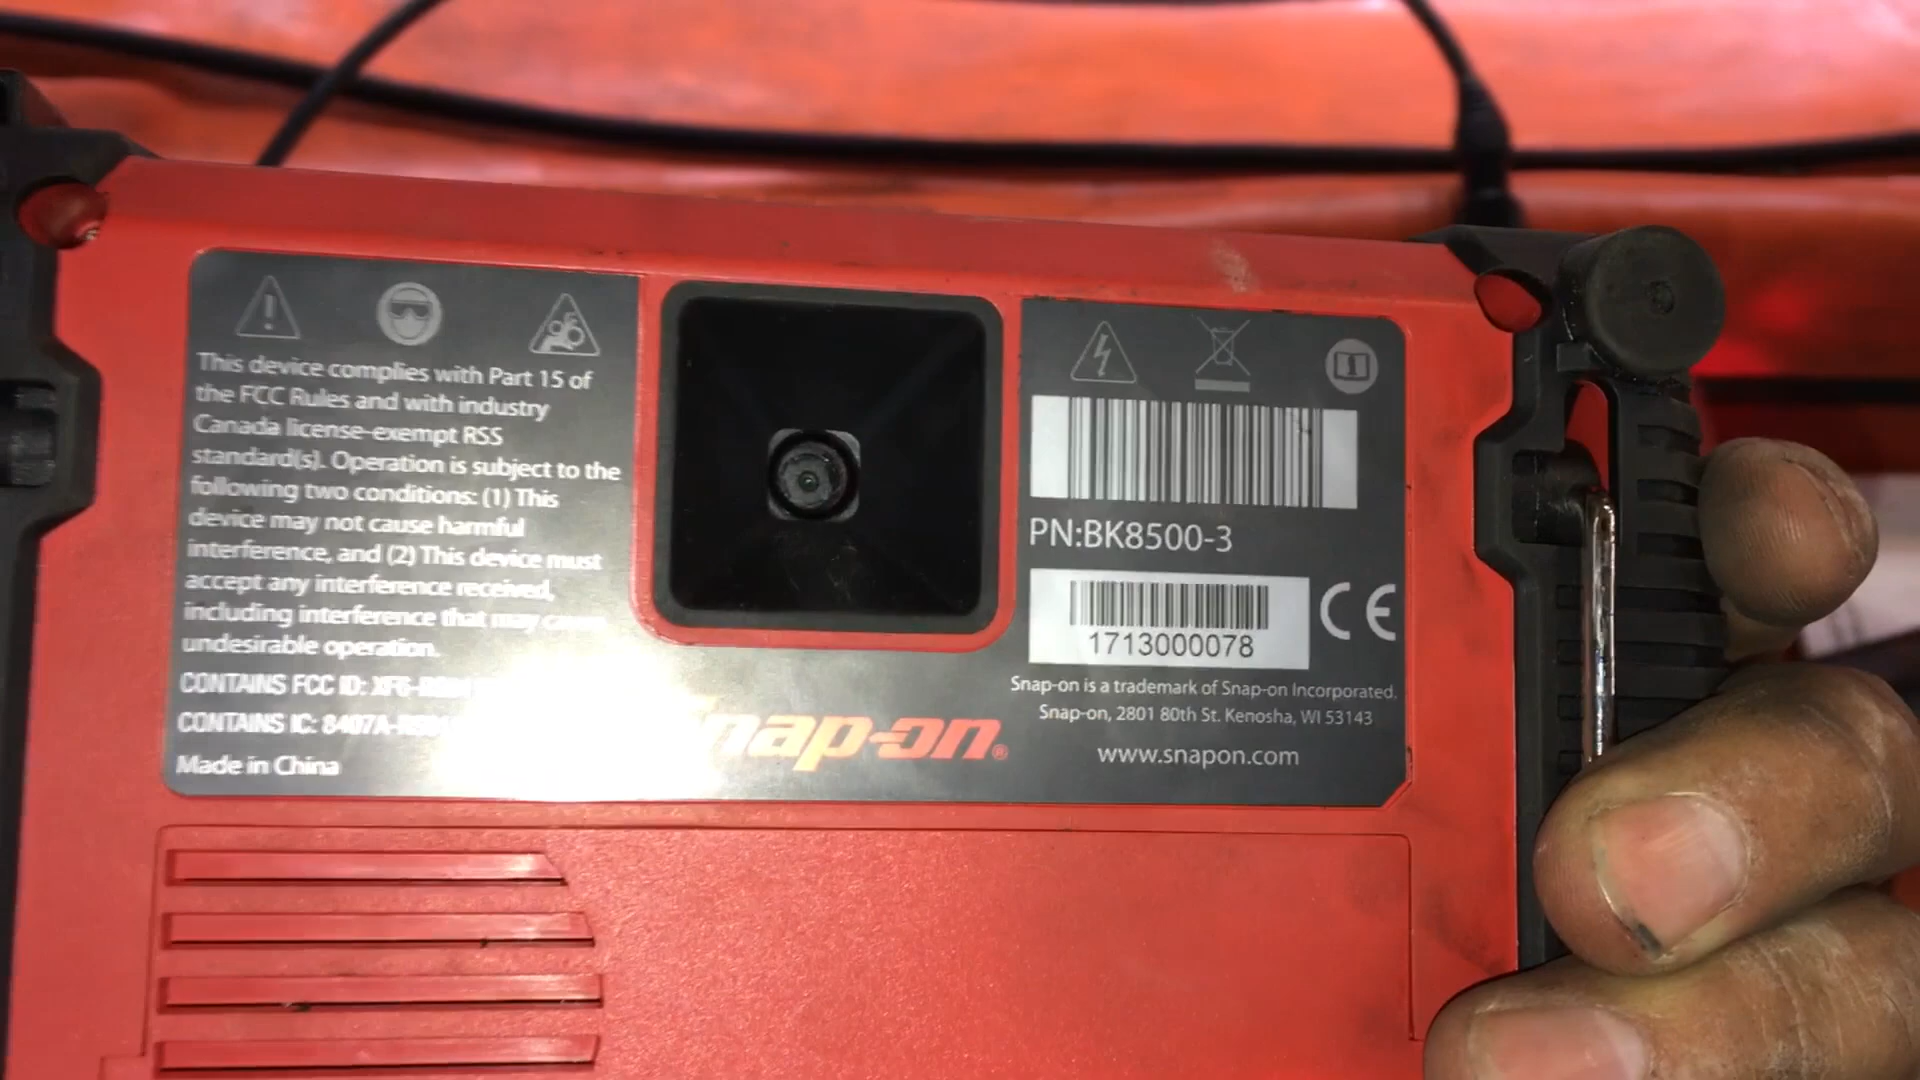 This device complies with Part 15 of
the FCC Rules and with industry
Canada license-exempt RSS
standard(s). Operation is subject to the
following two conditions: (1) This
device may not cause harmful
interference, and (2) This device must
accept any interference received,
including interference that may
undesirable operation.
CONTAINS FCC ID:
CONTAINS IC:
Made in China
Snap-on®
PN:BK8500-3
1713000078
CE
Snap-on is a trademark of Snap-on Incorporated.
Snap-on, 2801 80th St. Kenosha, WI 53143
www.snapon.com